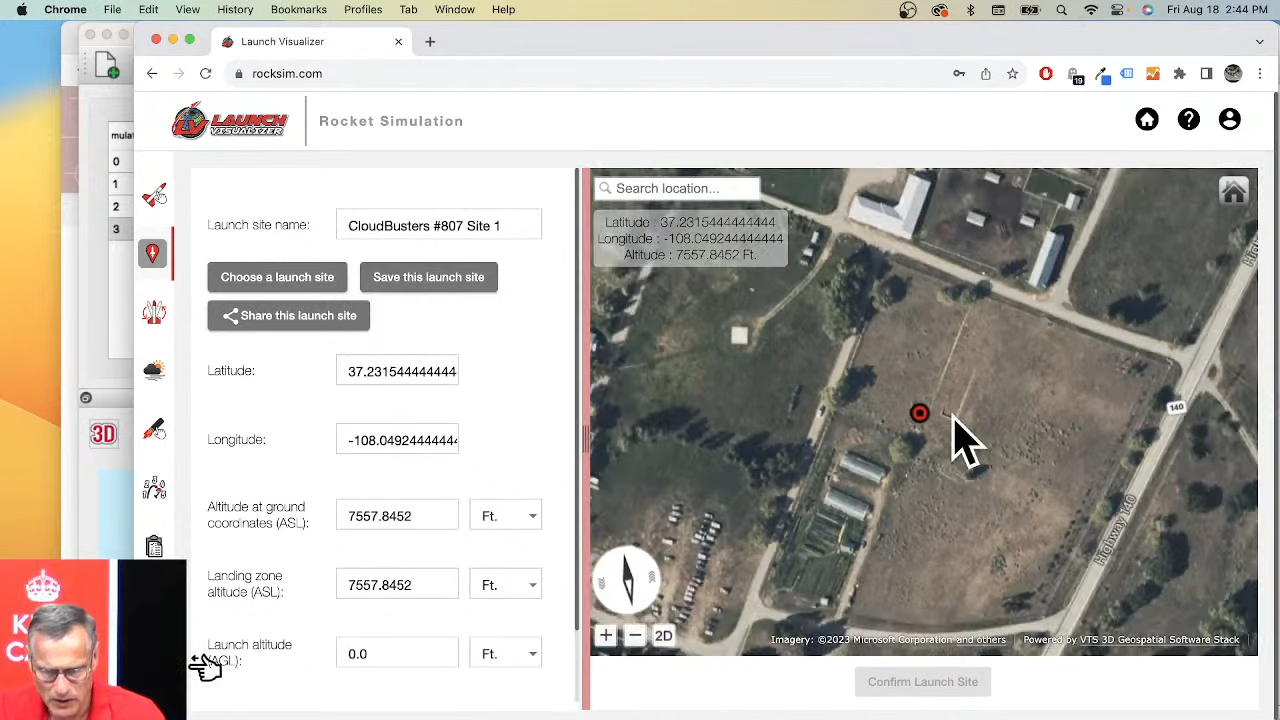 Chrome File Edit View History Bookmarks Profiles Tab Window Help Fri Aug 18 2:44 PM
Launch Visualizer
rocksim.com
19
LAUNCH VISUALIZER
Rocket Simulation
mulat
0
1
2
3
Launch site name: CloudBusters #807 Site 1
Choose a launch site Save this launch site
Share this launch site
Latitude: 37.231544444444
Longitude: -108.0492444444
Altitude at ground coordinates (ASL): 7557.8452 Ft.
Landing zone altitude (ASL): 7557.8452 Ft.
Launch altitude (AGL): 0.0 Ft.
3D
Search location...
Latitude : 37.2315444444444
Longitude : -108.049244444444
Altitude : 7557.8452 Ft.
140
Highway 140
+ − 2D
Imagery: ©2023 Microsoft Corporation and others
Powered by VTS 3D Geospatial Software Stack
Confirm Launch Site